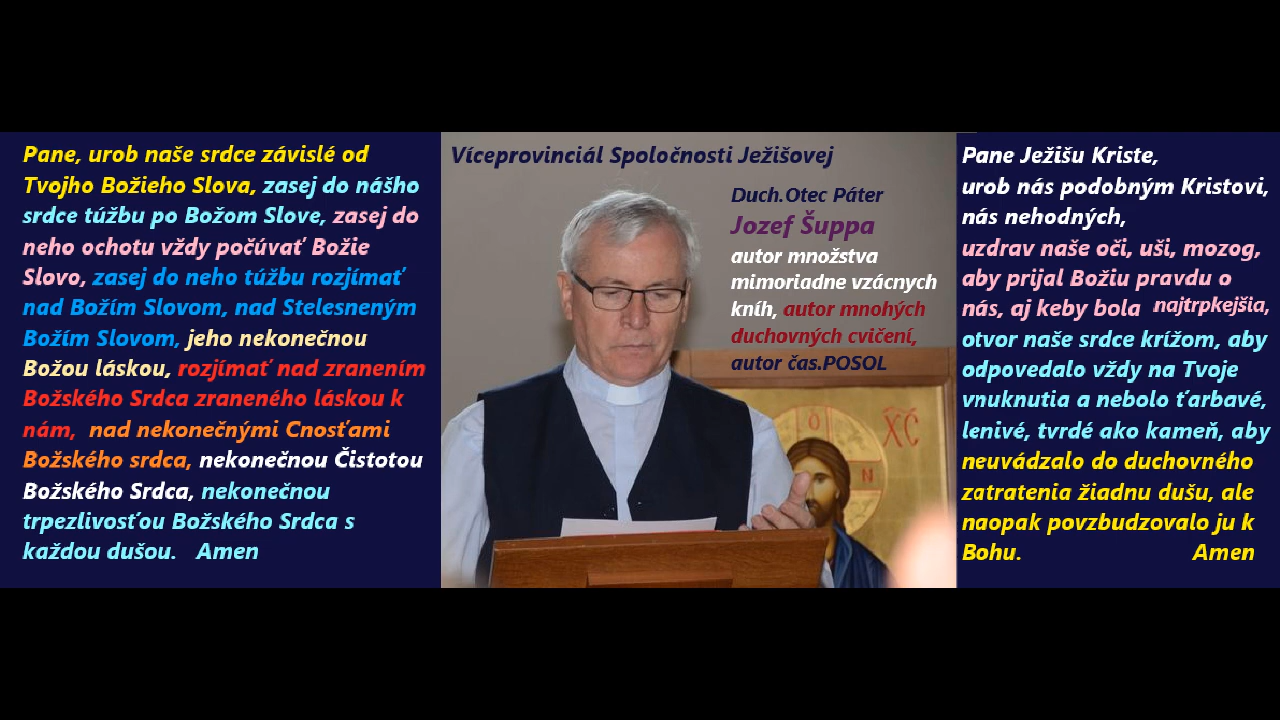 Pane, urob naše srdce závislé od
Tvojho Božieho Slova, zasej do nášho
srdce túžbu po Božom Slove, zasej do
neho ochotu vždy počúvať Božie
Slovo, zasej do neho túžbu rozjímať
nad Božím Slovom, nad Stelesneným
Božím Slovom, jeho nekonečnou
Božou láskou, rozjímať nad zranením
Božského Srdca zraneného láskou k
nám, nad nekonečnými Cnosťami
Božského srdca, nekonečnou Čistotou
Božského Srdca, nekonečnou
trpezlivosťou Božského Srdca s
každou dušou. Amen
Víceprovinciál Spoločnosti Ježišovej
Duch.Otec Páter
Jozef Šuppa
autor množstva
mimoriadne vzácnych
kníh, autor mnohých
duchovných cvičení,
autor čas.POSOL
O
N
X̅C̅
Pane Ježišu Kriste,
urob nás podobným Kristovi,
nás nehodných,
uzdrav naše oči, uši, mozog,
aby prijal Božiu pravdu o
nás, aj keby bola najtrpkejšia,
otvor naše srdce krížom, aby
odpovedalo vždy na Tvoje
vnuknutia a nebolo ťarbavé,
lenivé, tvrdé ako kameň, aby
neuvádzalo do duchovného
zatratenia žiadnu dušu, ale
naopak povzbudzovalo ju k
Bohu. Amen